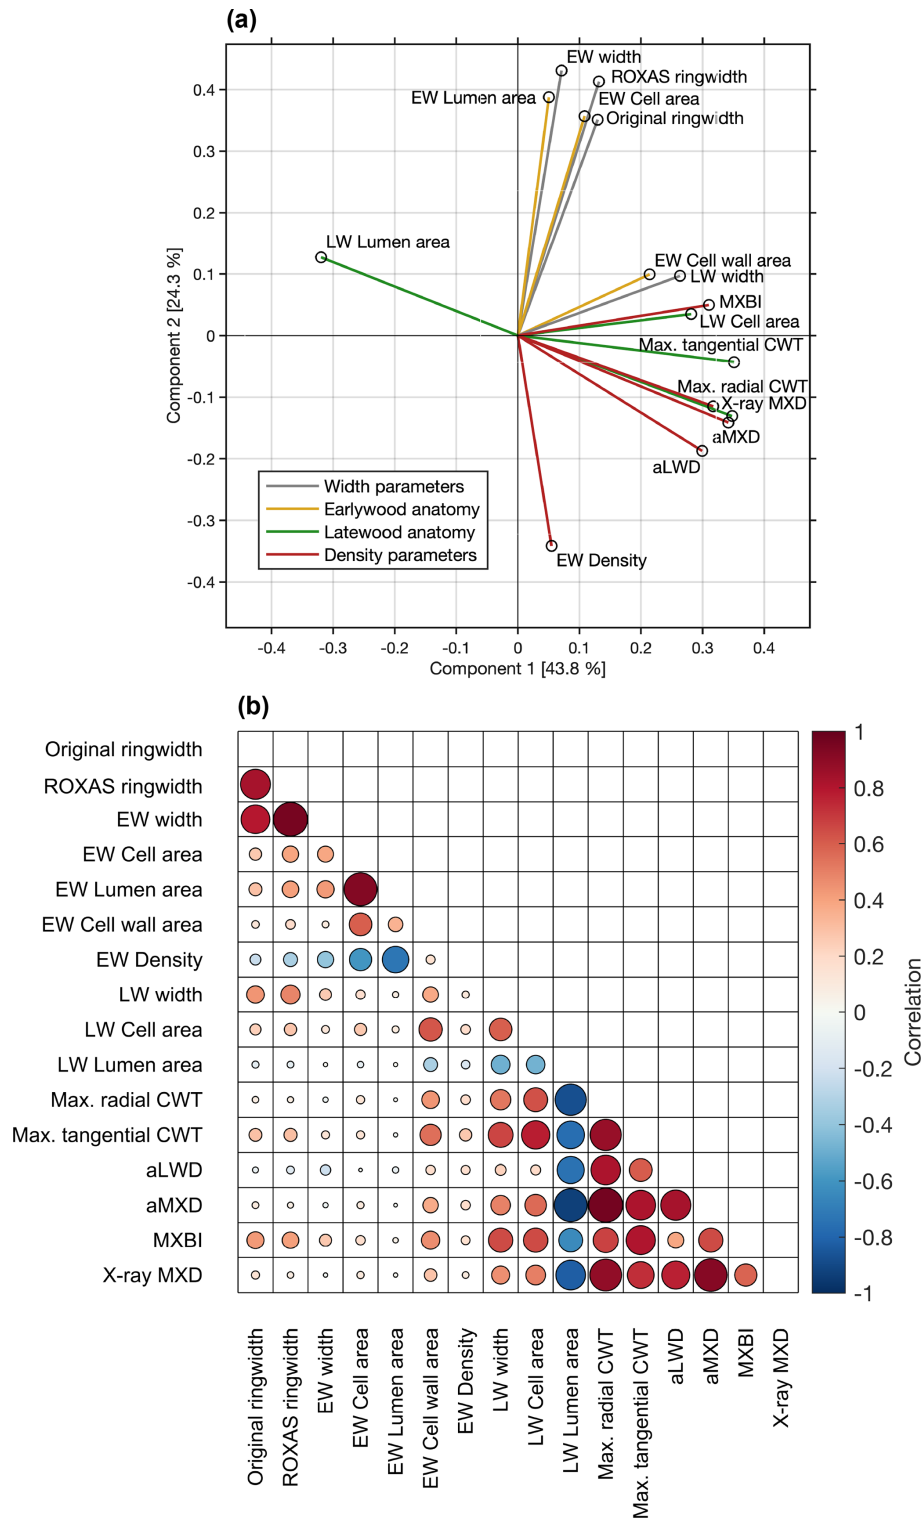 (a)
EW width
ROXAS ringwidth
EW Lumen area
EW Cell area
Original ringwidth
LW Lumen area
EW Cell wall area
LW width
MXBI
LW Cell area
Max. tangential CWT
Max. radial CWT
X-ray MXD
aMXD
aLWD
EW Density
Width parameters
Earlywood anatomy
Latewood anatomy
Density parameters
0.4
0.3
0.2
0.1
0
-0.1
-0.2
-0.3
-0.4
Component 2 [24.3 %]
-0.4 -0.3 -0.2 -0.1 0 0.1 0.2 0.3 0.4
Component 1 [43.8 %]
(b)
Original ringwidth
ROXAS ringwidth
EW width
EW Cell area
EW Lumen area
EW Cell wall area
EW Density
LW width
LW Cell area
LW Lumen area
Max. radial CWT
Max. tangential CWT
aLWD
aMXD
MXBI
X-ray MXD
Original ringwidth
ROXAS ringwidth
EW width
EW Cell area
EW Lumen area
EW Cell wall area
EW Density
LW width
LW Cell area
LW Lumen area
Max. radial CWT
Max. tangential CWT
aLWD
aMXD
MXBI
X-ray MXD
1
0.8
0.6
0.4
0.2
0
-0.2
-0.4
-0.6
-0.8
-1
Correlation